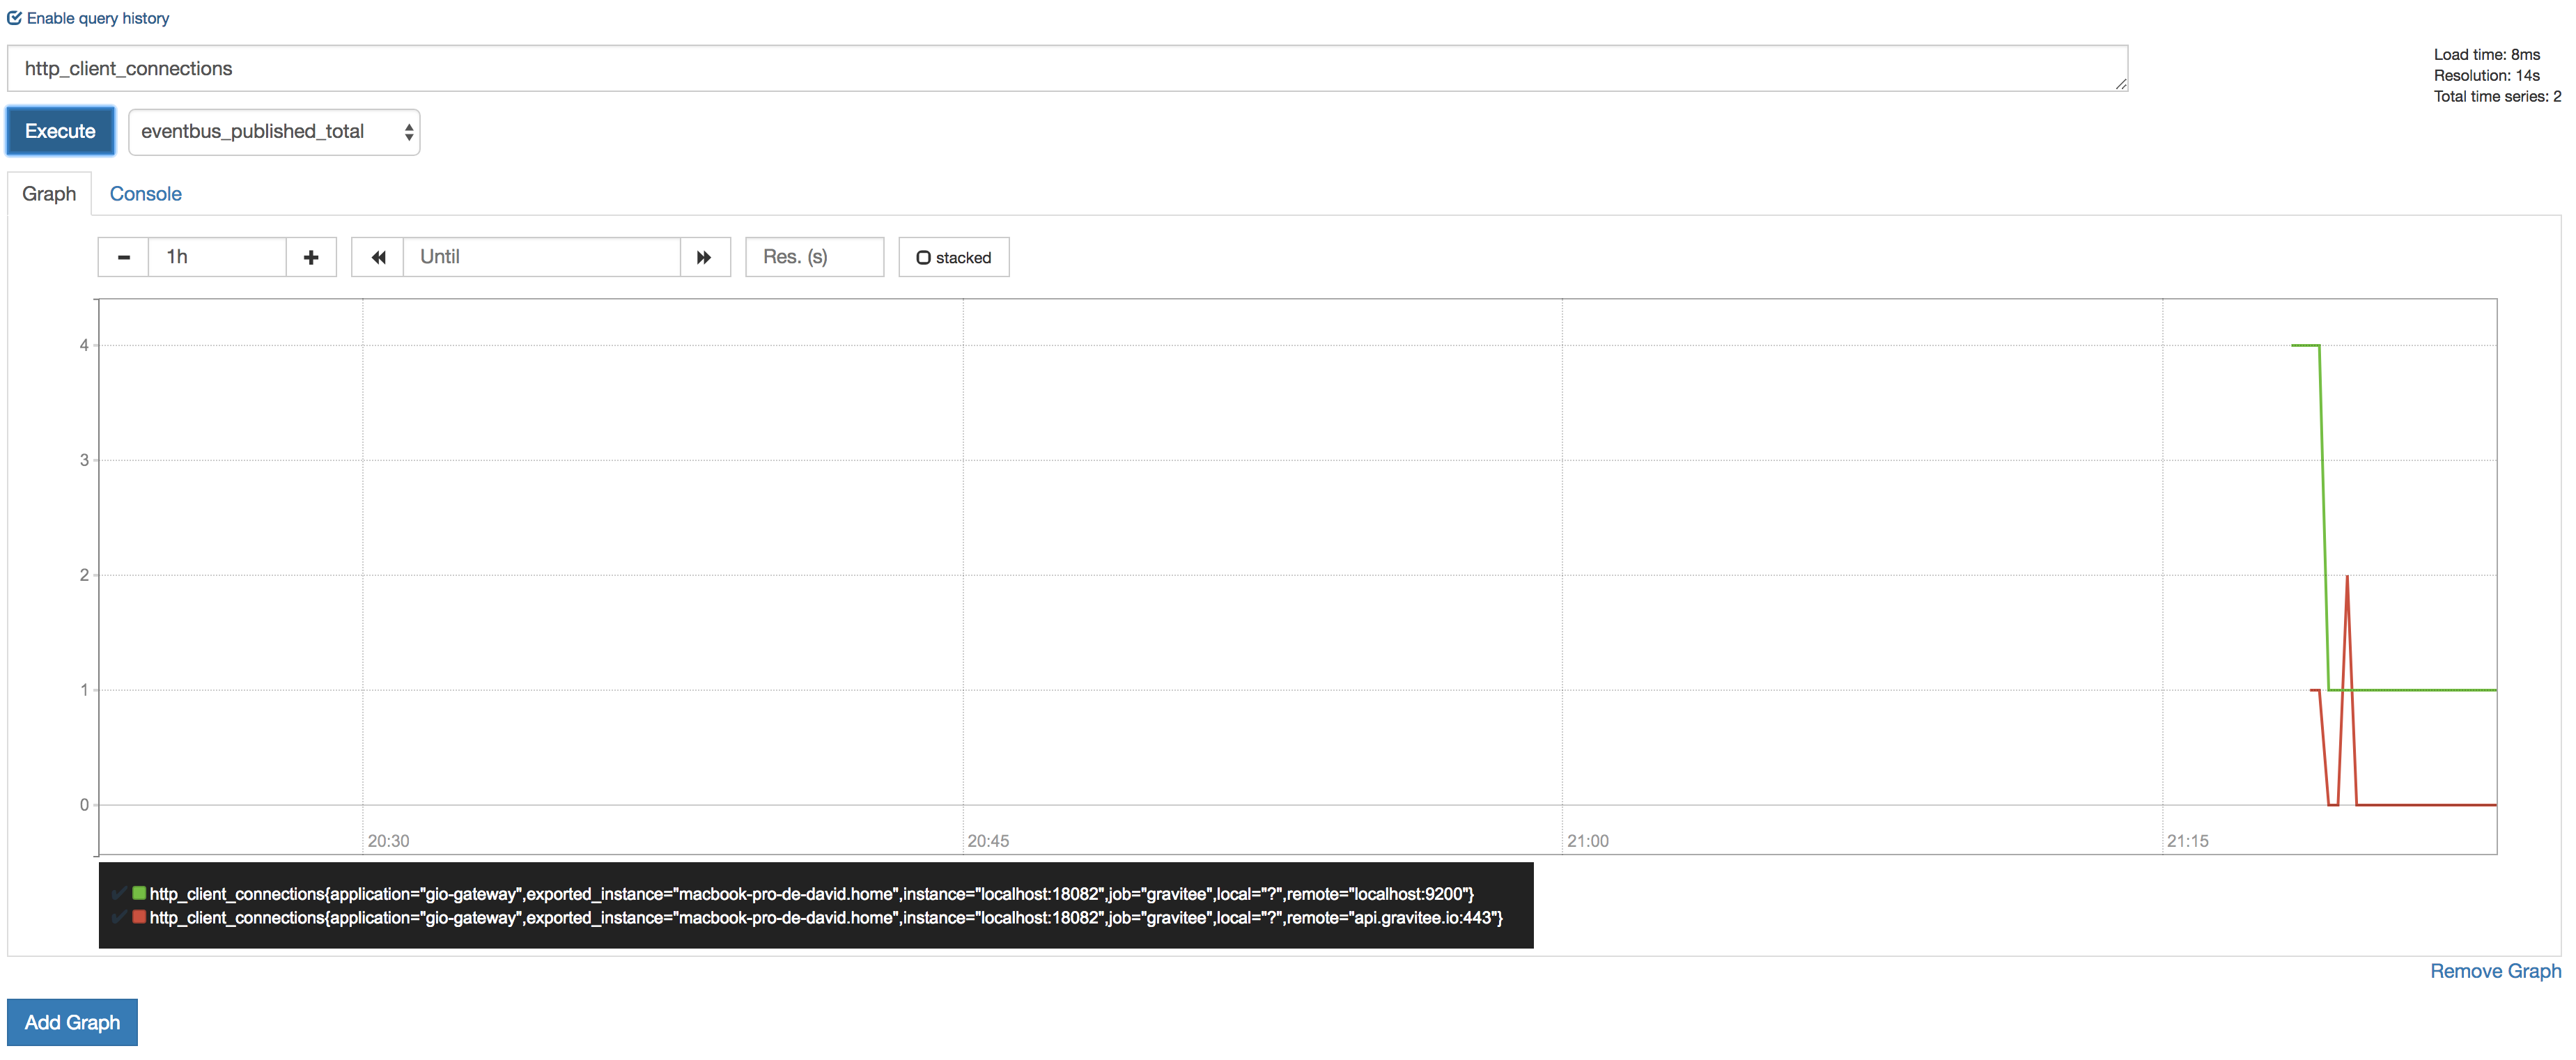 Enable query history
http_client_connections
Load time: 8ms
Resolution: 14s
Total time series: 2
Execute
eventbus_published_total
Graph
Console
1h
Until
Res. (s)
stacked
4
3
2
1
0
20:30
20:45
21:00
21:15
http_client_connections{application="gio-gateway",exported_instance="macbook-pro-de-david.home",instance="localhost:18082",job="gravitee",local="?",remote="localhost:9200"}
http_client_connections{application="gio-gateway",exported_instance="macbook-pro-de-david.home",instance="localhost:18082",job="gravitee",local="?",remote="api.gravitee.io:443"}
Remove Graph
Add Graph